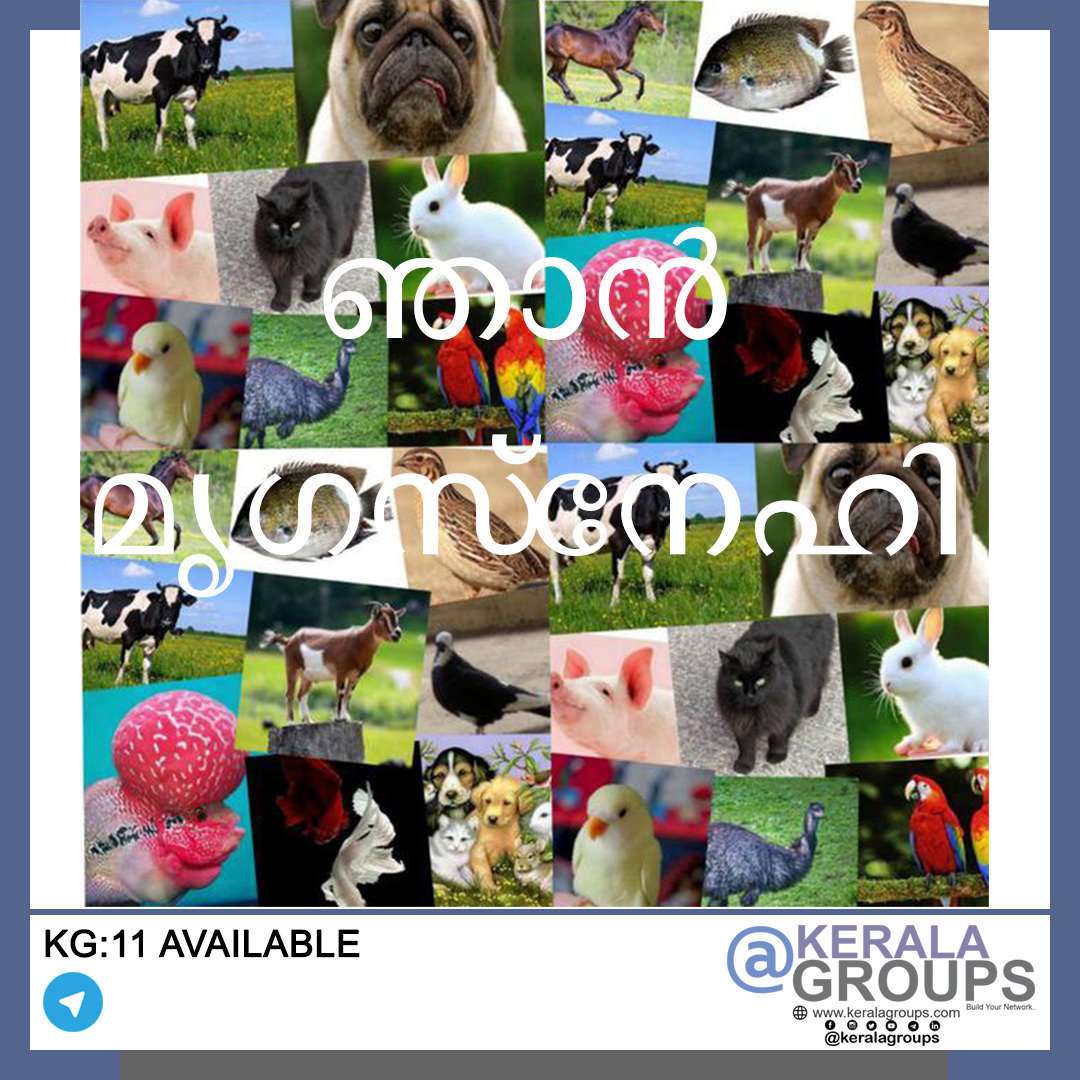 ഞാൻ
മൃഗസ്നേഹി
KG:11 AVAILABLE
@KERALA
GROUPS
Build Your Network..
www.keralagroups.com
@keralagroups